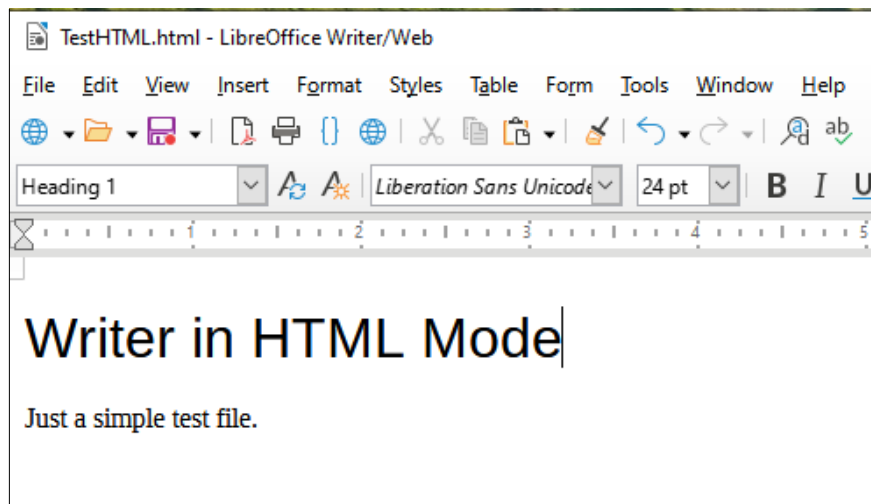 TestHTML.html - LibreOffice Writer/Web
File Edit View Insert Format Styles Table Form Tools Window Help
Heading 1 Liberation Sans Unicode 24 pt B I U
1 2 3 4 5
Writer in HTML Mode
Just a simple test file.